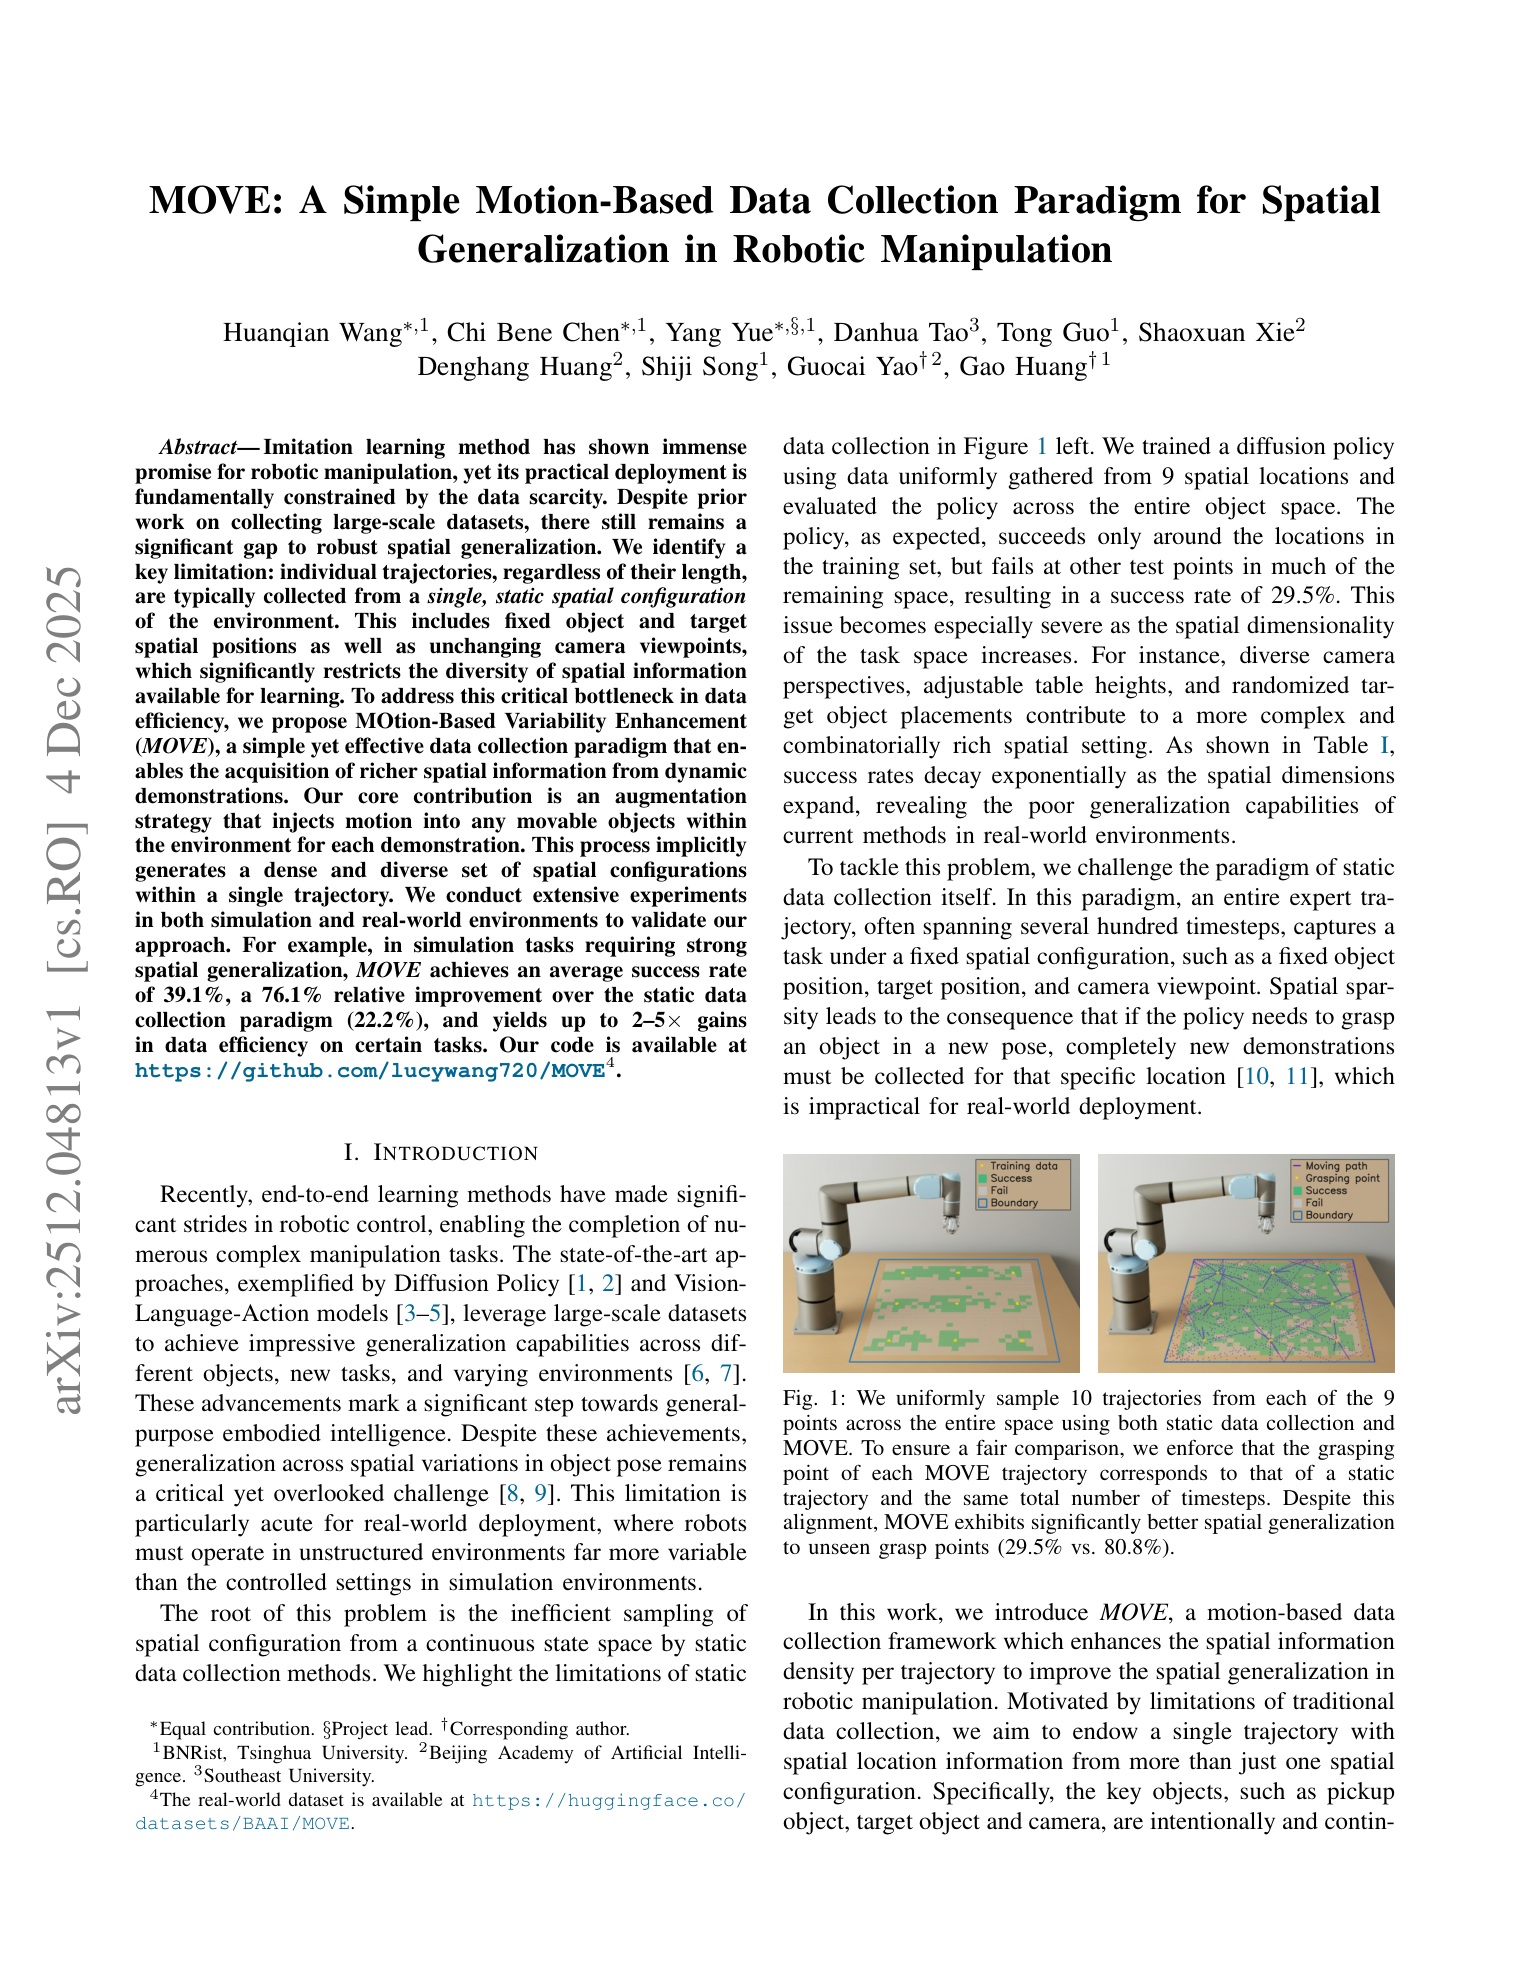 arXiv:2512.04813v1 [cs.RO] 4 Dec 2025
MOVE: A Simple Motion-Based Data Collection Paradigm for Spatial
Generalization in Robotic Manipulation
Huanqian Wang*,1, Chi Bene Chen*,1, Yang Yue*,§,1, Danhua Tao3, Tong Guo1, Shaoxuan Xie2
Denghang Huang2, Shiji Song1, Guocai Yao†2, Gao Huang†1
Abstract— Imitation learning method has shown immense
promise for robotic manipulation, yet its practical deployment is
fundamentally constrained by the data scarcity. Despite prior
work on collecting large-scale datasets, there still remains a
significant gap to robust spatial generalization. We identify a
key limitation: individual trajectories, regardless of their length,
are typically collected from a single, static spatial configuration
of the environment. This includes fixed object and target
spatial positions as well as unchanging camera viewpoints,
which significantly restricts the diversity of spatial information
available for learning. To address this critical bottleneck in data
efficiency, we propose MOtion-Based Variability Enhancement
(MOVE), a simple yet effective data collection paradigm that en-
ables the acquisition of richer spatial information from dynamic
demonstrations. Our core contribution is an augmentation
strategy that injects motion into any movable objects within
the environment for each demonstration. This process implicitly
generates a dense and diverse set of spatial configurations
within a single trajectory. We conduct extensive experiments
in both simulation and real-world environments to validate our
approach. For example, in simulation tasks requiring strong
spatial generalization, MOVE achieves an average success rate
of 39.1%, a 76.1% relative improvement over the static data
collection paradigm (22.2%), and yields up to 2–5× gains
in data efficiency on certain tasks. Our code is available at
https://github.com/lucywang720/MOVE4.
I. INTRODUCTION
Recently, end-to-end learning methods have made signifi-
cant strides in robotic control, enabling the completion of nu-
merous complex manipulation tasks. The state-of-the-art ap-
proaches, exemplified by Diffusion Policy [1, 2] and Vision-
Language-Action models [3–5], leverage large-scale datasets
to achieve impressive generalization capabilities across dif-
ferent objects, new tasks, and varying environments [6, 7].
These advancements mark a significant step towards general-
purpose embodied intelligence. Despite these achievements,
generalization across spatial variations in object pose remains
a critical yet overlooked challenge [8, 9]. This limitation is
particularly acute for real-world deployment, where robots
must operate in unstructured environments far more variable
than the controlled settings in simulation environments.
The root of this problem is the inefficient sampling of
spatial configuration from a continuous state space by static
data collection methods. We highlight the limitations of static
*Equal contribution. §Project lead. †Corresponding author.
1BNRist, Tsinghua University. 2Beijing Academy of Artificial Intelli-
gence. 3Southeast University.
4The real-world dataset is available at https://huggingface.co/
datasets/BAAI/MOVE.
data collection in Figure 1 left. We trained a diffusion policy
using data uniformly gathered from 9 spatial locations and
evaluated the policy across the entire object space. The
policy, as expected, succeeds only around the locations in
the training set, but fails at other test points in much of the
remaining space, resulting in a success rate of 29.5%. This
issue becomes especially severe as the spatial dimensionality
of the task space increases. For instance, diverse camera
perspectives, adjustable table heights, and randomized tar-
get object placements contribute to a more complex and
combinatorially rich spatial setting. As shown in Table I,
success rates decay exponentially as the spatial dimensions
expand, revealing the poor generalization capabilities of
current methods in real-world environments.
To tackle this problem, we challenge the paradigm of static
data collection itself. In this paradigm, an entire expert tra-
jectory, often spanning several hundred timesteps, captures a
task under a fixed spatial configuration, such as a fixed object
position, target position, and camera viewpoint. Spatial spar-
sity leads to the consequence that if the policy needs to grasp
an object in a new pose, completely new demonstrations
must be collected for that specific location [10, 11], which
is impractical for real-world deployment.
Training data
Success
Fail
Boundary
Moving path
Grasping point
Success
Fail
Boundary
Fig. 1: We uniformly sample 10 trajectories from each of the 9
points across the entire space using both static data collection and
MOVE. To ensure a fair comparison, we enforce that the grasping
point of each MOVE trajectory corresponds to that of a static
trajectory and the same total number of timesteps. Despite this
alignment, MOVE exhibits significantly better spatial generalization
to unseen grasp points (29.5% vs. 80.8%).
In this work, we introduce MOVE, a motion-based data
collection framework which enhances the spatial information
density per trajectory to improve the spatial generalization in
robotic manipulation. Motivated by limitations of traditional
data collection, we aim to endow a single trajectory with
spatial location information from more than just one spatial
configuration. Specifically, the key objects, such as pickup
object, target object and camera, are intentionally and contin-